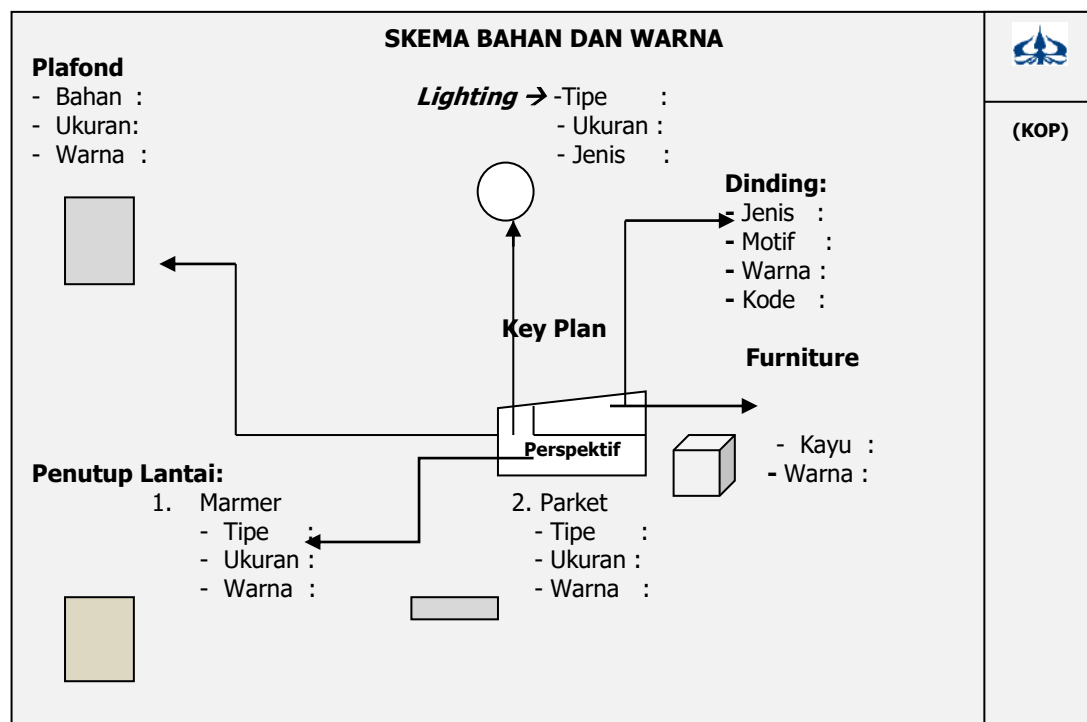 SKEMA BAHAN DAN WARNA
Plafond
- Bahan :
- Ukuran:
- Warna :
Lighting → -Tipe :
- Ukuran :
- Jenis :
(KOP)
Dinding:
- Jenis :
- Motif :
- Warna :
- Kode :
Key Plan
Furniture
Perspektif
- Kayu :
- Warna :
Penutup Lantai:
1. Marmer
- Tipe :
- Ukuran :
- Warna :
2. Parket
- Tipe :
- Ukuran :
- Warna :